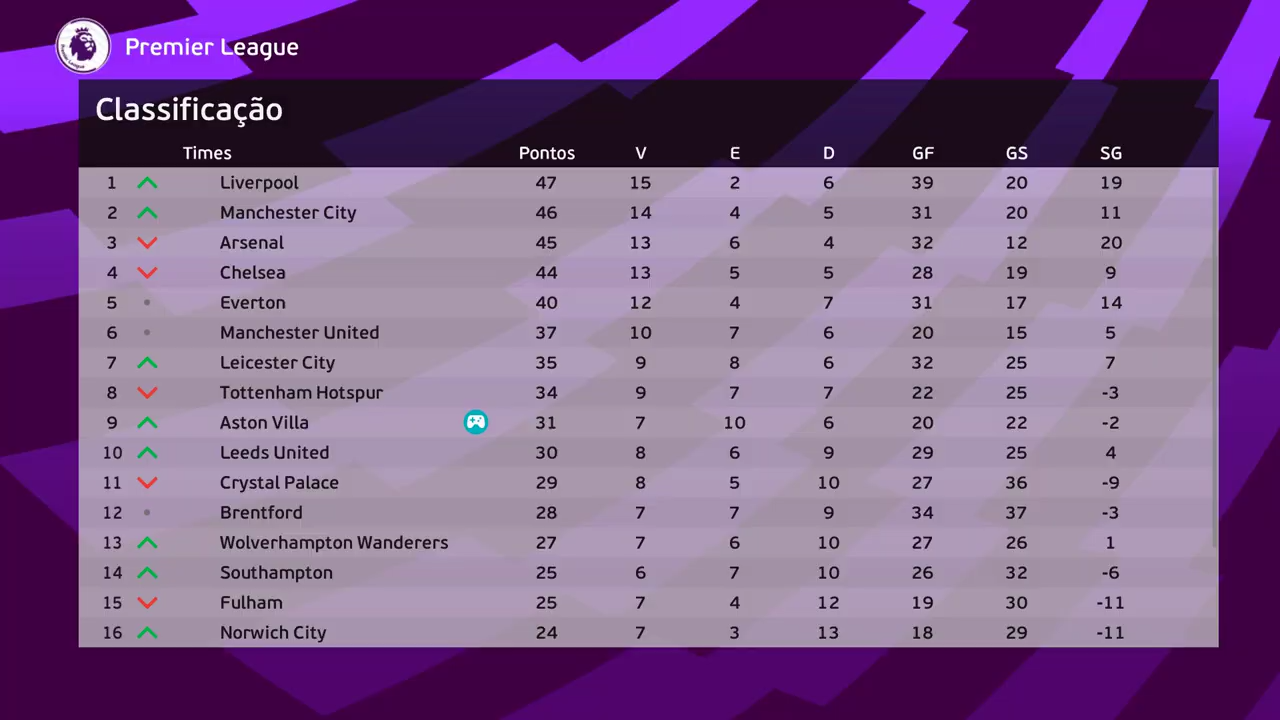 Premier League
Classificação
Times Pontos V E D GF GS SG
1 Liverpool 47 15 2 6 39 20 19
2 Manchester City 46 14 4 5 31 20 11
3 Arsenal 45 13 6 4 32 12 20
4 Chelsea 44 13 5 5 28 19 9
5 Everton 40 12 4 7 31 17 14
6 Manchester United 37 10 7 6 20 15 5
7 Leicester City 35 9 8 6 32 25 7
8 Tottenham Hotspur 34 9 7 7 22 25 -3
9 Aston Villa 31 7 10 6 20 22 -2
10 Leeds United 30 8 6 9 29 25 4
11 Crystal Palace 29 8 5 10 27 36 -9
12 Brentford 28 7 7 9 34 37 -3
13 Wolverhampton Wanderers 27 7 6 10 27 26 1
14 Southampton 25 6 7 10 26 32 -6
15 Fulham 25 7 4 12 19 30 -11
16 Norwich City 24 7 3 13 18 29 -11